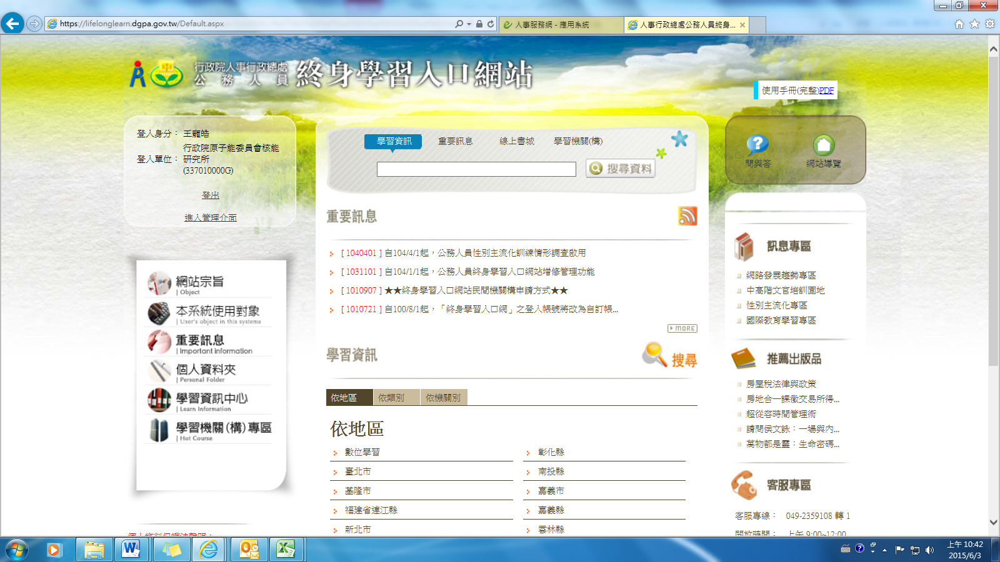 https://lifelonglearn.dgpa.gov.tw/Default.aspx
人事服務網 - 應用系統
人事行政總處公務人員終身...
行政院人事行政總處
公務人員
終身學習入口網站
使用手冊(完整)PDF
登入身分： 王寵皓
登入單位： 行政院原子能委員會核能
研究所
(337010000G)
登出
進入管理介面
網站宗旨
| Object
本系統使用對象
| User's object in this systems
重要訊息
| Important information
個人資料夾
| Personal Folder
學習資訊中心
| Learn Information
學習機關(構)專區
| Hot Course
學習資訊 重要訊息 線上書城 學習機關(構)
搜尋資料
重要訊息
[ 1040401 ] 自104/4/1起，公務人員性別主流化訓練情形調查啟用
[ 1031101 ] 自104/1/1起，公務人員終身學習入口網站增修管理功能
[ 1010907 ] ★★終身學習入口網站民間機關構申請方式★★
[ 1010721 ] 自100/8/1起，「終身學習入口網」之登入帳號將改為自訂帳...
MORE
學習資訊
搜尋
依地區 依類別 依機關別
依地區
數位學習 彰化縣
臺北市 南投縣
基隆市 嘉義市
福建省連江縣 嘉義縣
新北市 雲林縣
問與答 網站導覽
訊息專區
網路發展趨勢專區
中高階文官培訓園地
性別主流化專區
國際教育學習專區
推薦出版品
房屋稅法律與政策
房地合一課徵交易所得...
超從容時間管理術
請問侯文詠：一場與內...
萬物都是靈：生命密碼...
客服專區
客服專線： 049-2359108 轉 1
開放時間： 上午 9:00~12:00
個人資料保護法聲明：
上午 10:42
2015/6/3